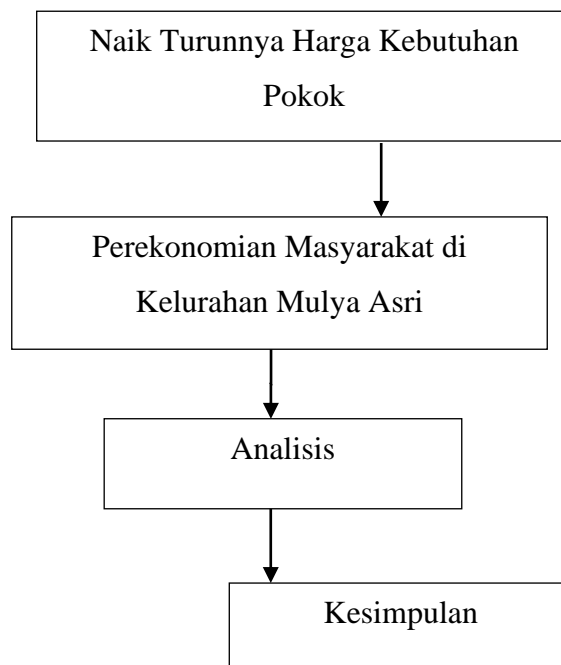 Naik Turunnya Harga Kebutuhan
Pokok
Perekonomian Masyarakat di
Kelurahan Mulya Asri
Analisis
Kesimpulan